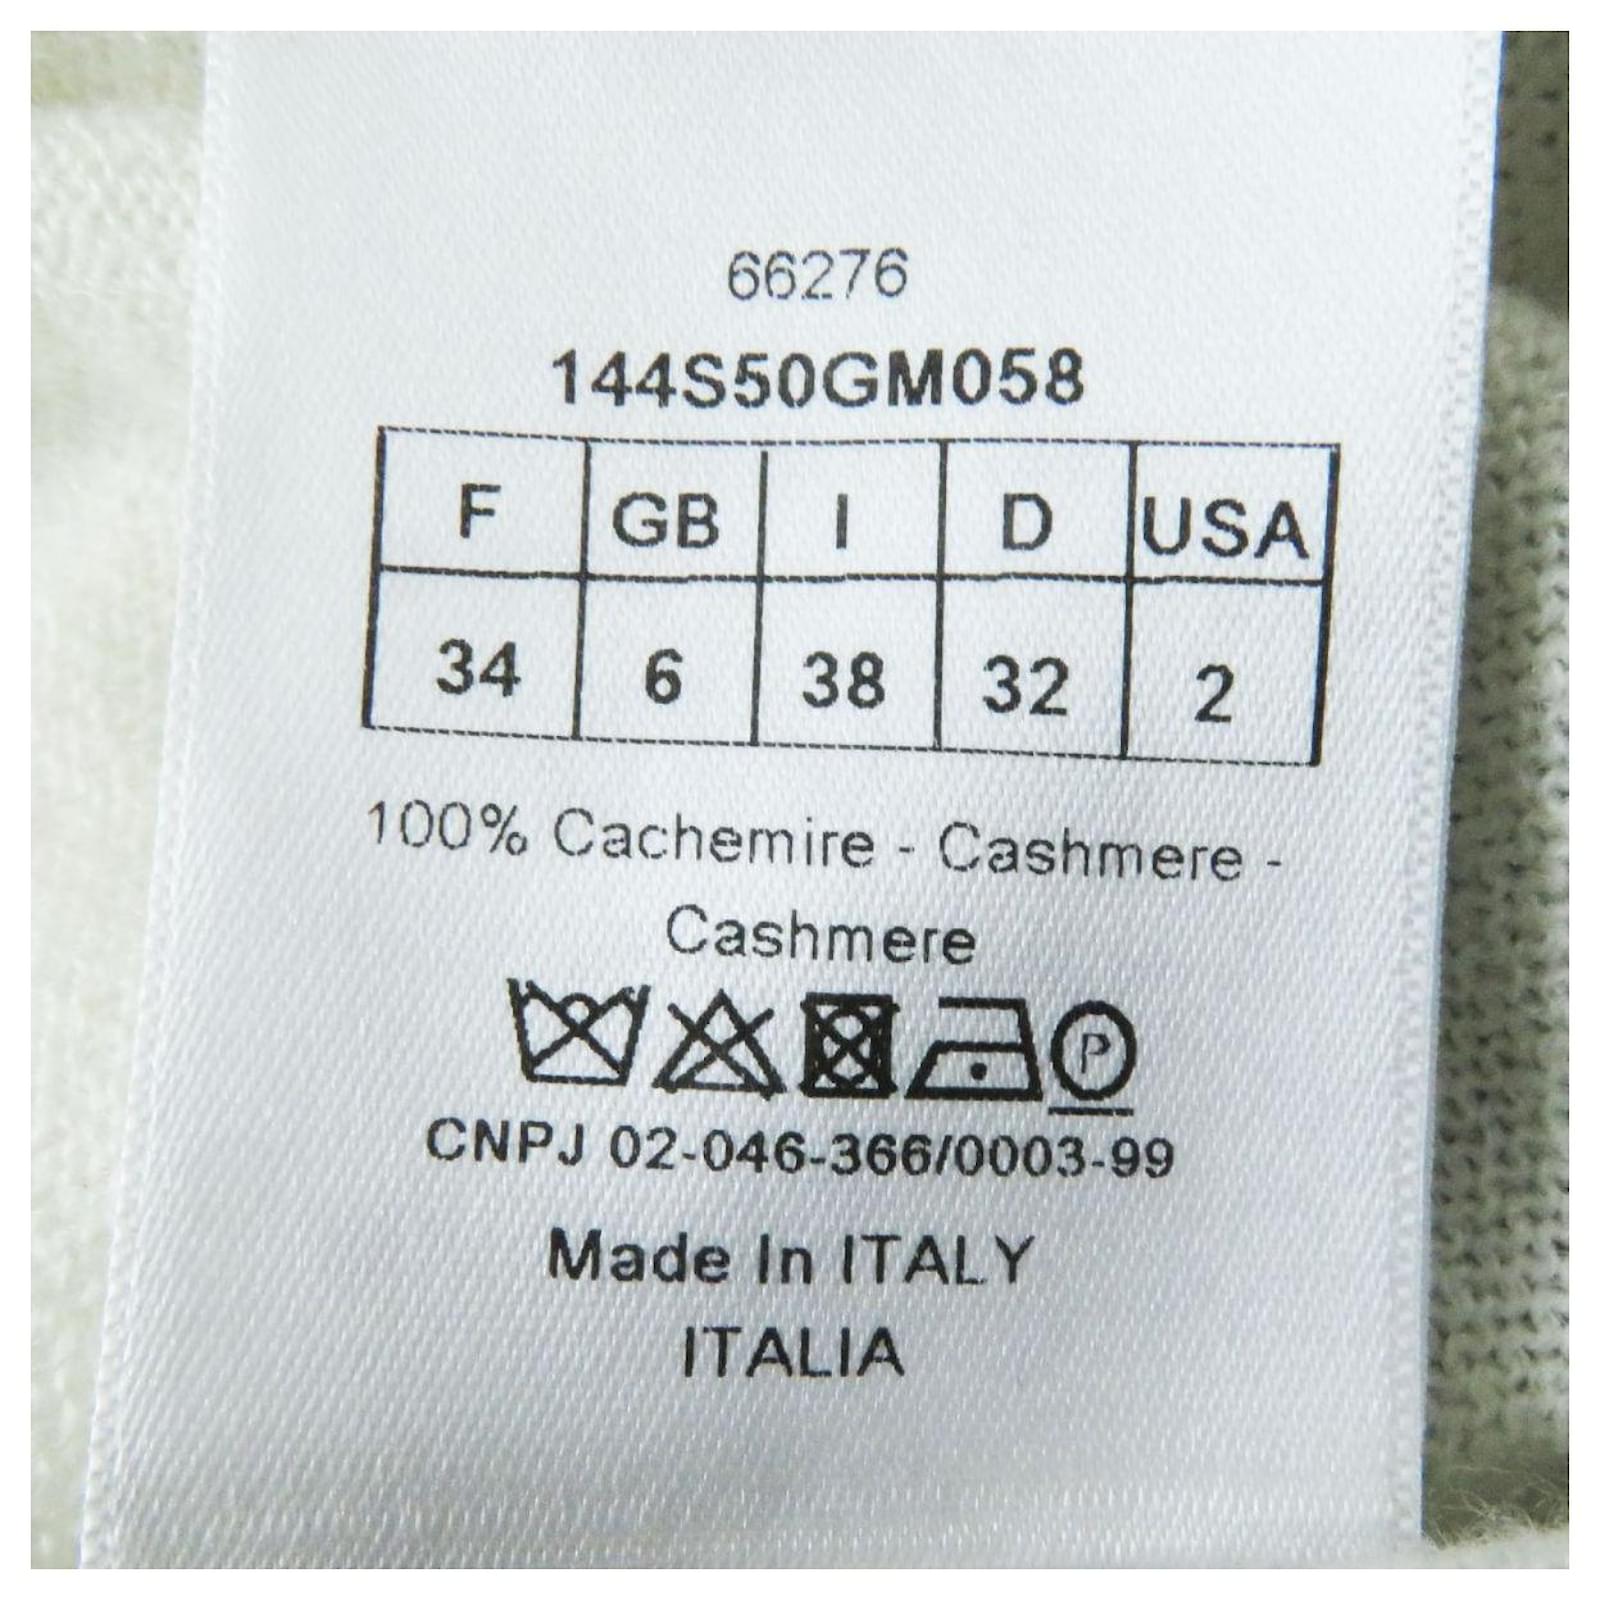 66276
144S50GM058
F GB I D USA
34 6 38 32 2
100% Cachemire - Cashmere -
Cashmere
P
CNPJ 02-046-366/0003-99
Made In ITALY
ITALIA